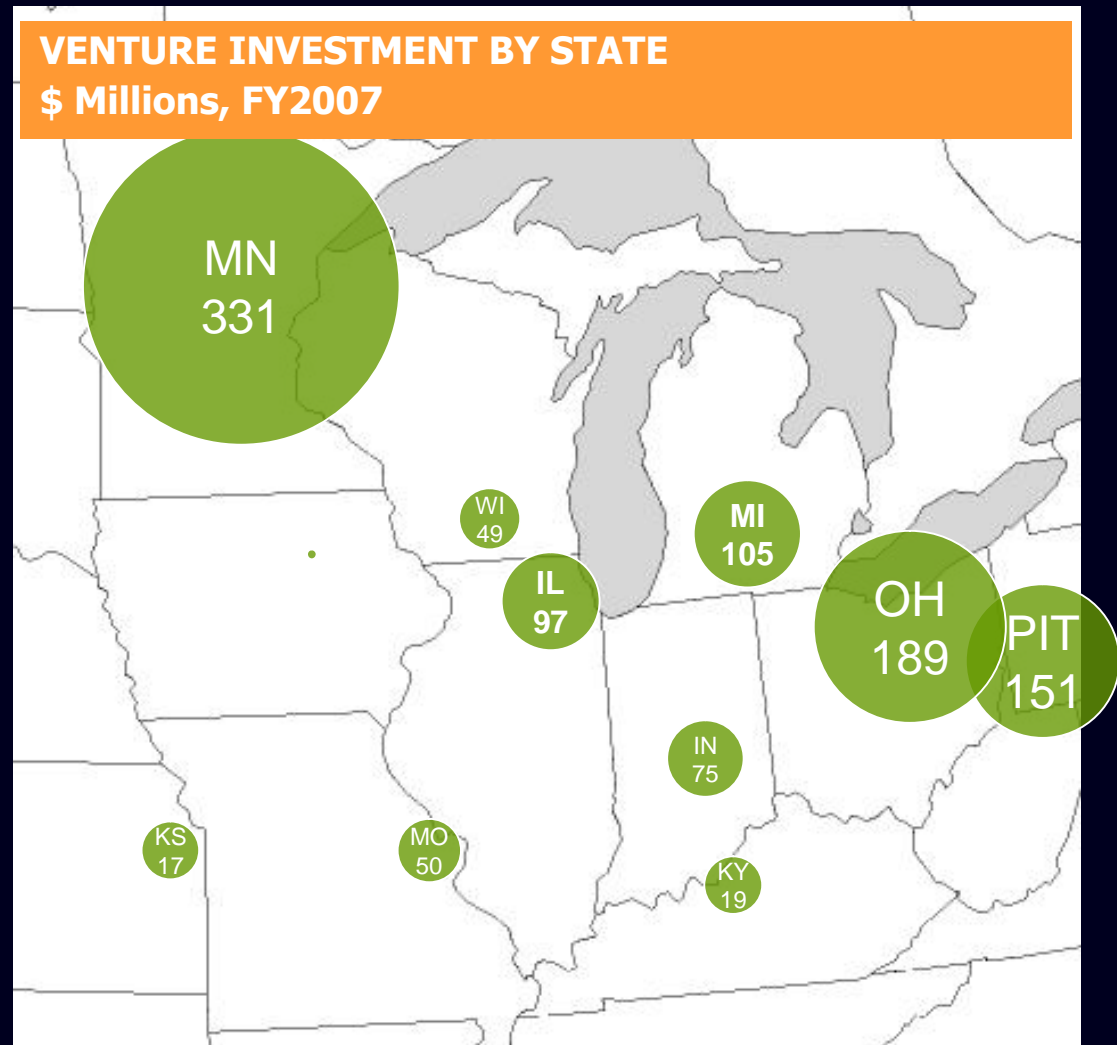 VENTURE INVESTMENT BY STATE
$ Millions, FY2007
MN
331
WI
49
MI
105
IL
97
OH
189
PIT
151
IN
75
KS
17
MO
50
KY
19